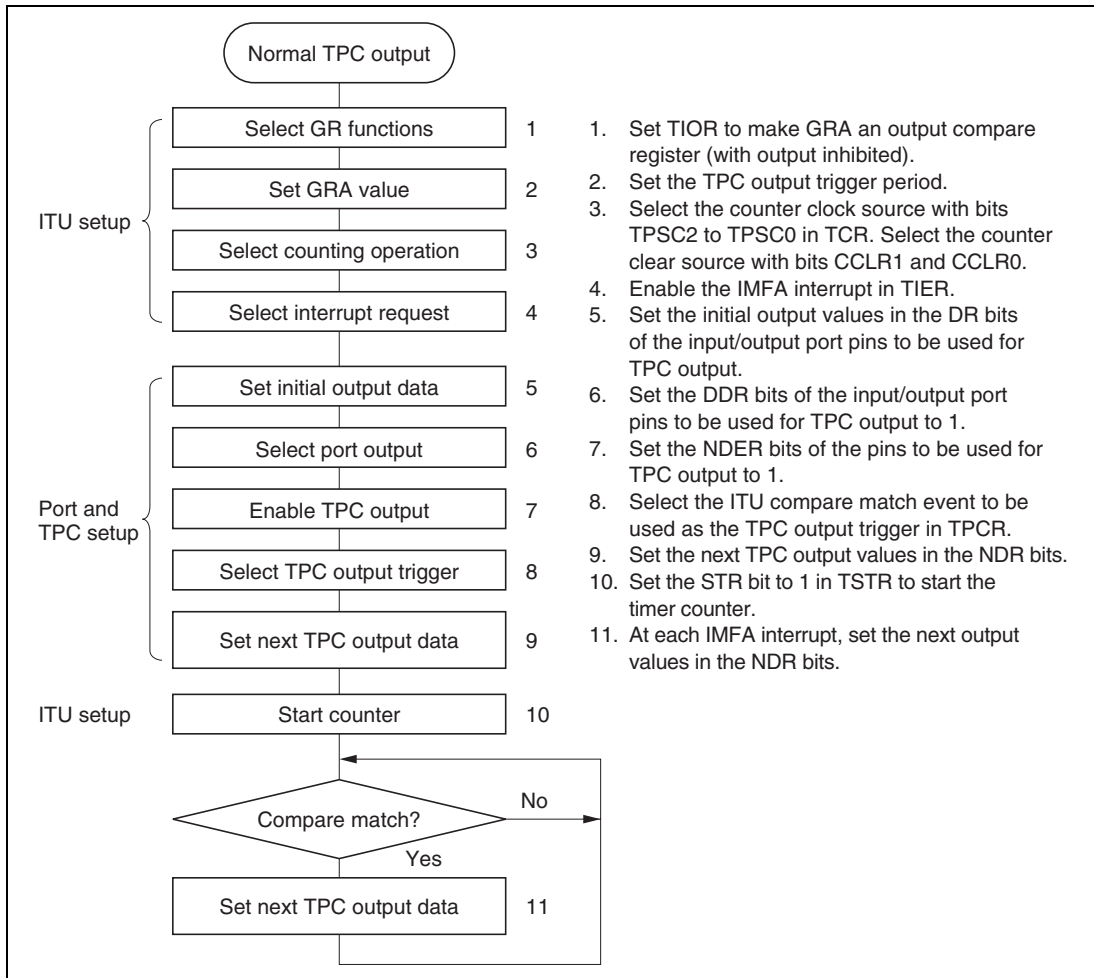 Normal TPC output
ITU setup
Select GR functions 1
Set GRA value 2
Select counting operation 3
Select interrupt request 4
Port and
TPC setup
Set initial output data 5
Select port output 6
Enable TPC output 7
Select TPC output trigger 8
Set next TPC output data 9
ITU setup
Start counter 10
Compare match?
No
Yes
Set next TPC output data 11
1. Set TIOR to make GRA an output compare
register (with output inhibited).
2. Set the TPC output trigger period.
3. Select the counter clock source with bits
TPSC2 to TPSC0 in TCR. Select the counter
clear source with bits CCLR1 and CCLR0.
4. Enable the IMFA interrupt in TIER.
5. Set the initial output values in the DR bits
of the input/output port pins to be used for
TPC output.
6. Set the DDR bits of the input/output port
pins to be used for TPC output to 1.
7. Set the NDER bits of the pins to be used for
TPC output to 1.
8. Select the ITU compare match event to be
used as the TPC output trigger in TPCR.
9. Set the next TPC output values in the NDR bits.
10. Set the STR bit to 1 in TSTR to start the
timer counter.
11. At each IMFA interrupt, set the next output
values in the NDR bits.